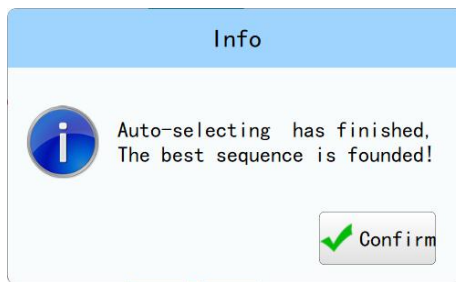 Info
Auto-selecting has finished,
The best sequence is founded!
Confirm